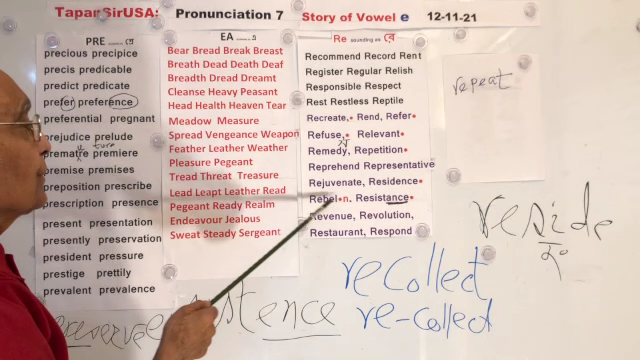 TaparSirUSA: Pronunciation 7 Story of Vowel e 12-11-21
PRE
precious precipice
precis predicable
predict predicate
prefer preference
preferential pregnant
prejudice prelude
ture
premature premiere
premise premises
preposition prescribe
prescription presence
present presentation
presently preservation
president pressure
prestige prettily
prevalent prevalence
EA
Bear Bread Break Breast
Breath Dead Death Deaf
Breadth Dread Dreamt
Cleanse Heavy Peasant
Head Health Heaven Tear
Meadow Measure
Spread Vengeance Weapon
Feather Leather Weather
Pleasure Pegeant
Tread Threat Treasure
Lead Leapt Leather Read
Pegeant Ready Realm
Endeavour Jealous
Sweat Steady Sergeant
Re sounding as রে
Recommend Record Rent
Register Regular Relish
Responsible Respect
Rest Restless Reptile
Recreate,* Rend, Refer*
Refuse,* Relevant*
Remedy, Repetition*
Reprehend Representative
Rejuvenate, Residence*
Rebel*n. Resistance*
Revenue, Revolution,
Restaurant, Respond
repeat
reside
recollect
re-collect